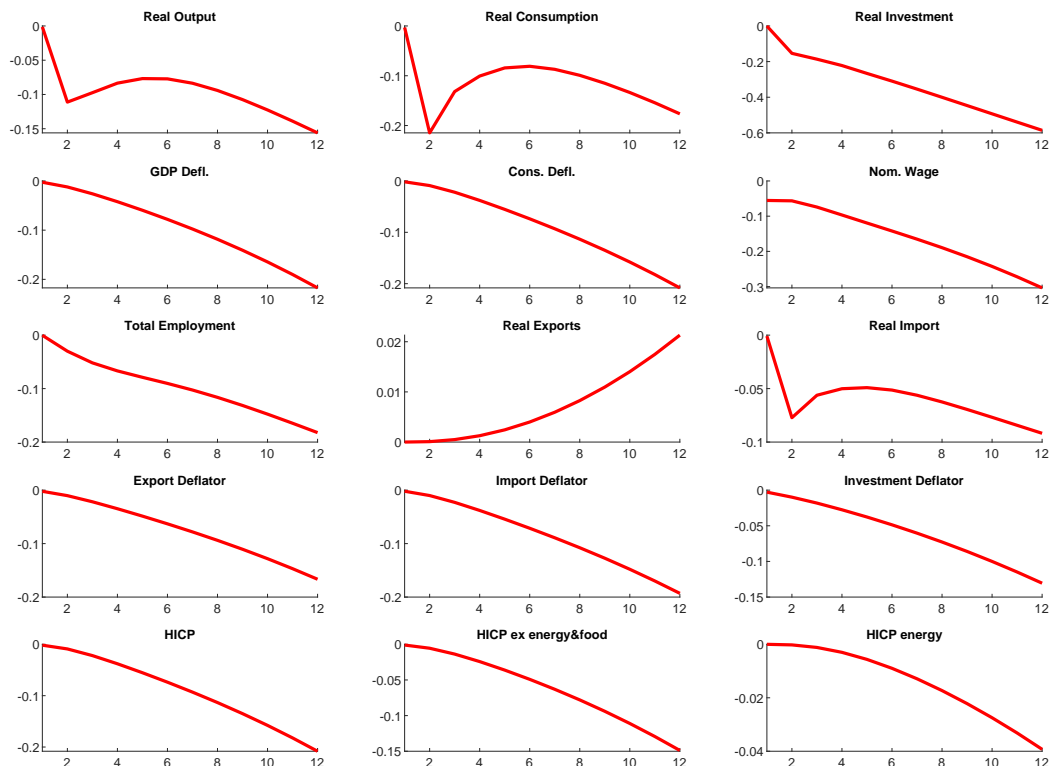 Real Output
0
-0.05
-0.1
-0.15
2 4 6 8 10 12
Real Consumption
0
-0.1
-0.2
2 4 6 8 10 12
Real Investment
0
-0.2
-0.4
-0.6
2 4 6 8 10 12
GDP Defl.
0
-0.1
-0.2
2 4 6 8 10 12
Cons. Defl.
0
-0.1
-0.2
2 4 6 8 10 12
Nom. Wage
0
-0.1
-0.2
-0.3
2 4 6 8 10 12
Total Employment
0
-0.1
-0.2
2 4 6 8 10 12
Real Exports
0.02
0.01
0
2 4 6 8 10 12
Real Import
0
-0.05
-0.1
2 4 6 8 10 12
Export Deflator
0
-0.1
-0.2
2 4 6 8 10 12
Import Deflator
0
-0.1
-0.2
2 4 6 8 10 12
Investment Deflator
0
-0.05
-0.1
-0.15
2 4 6 8 10 12
HICP
0
-0.1
-0.2
2 4 6 8 10 12
HICP ex energy&food
0
-0.05
-0.1
-0.15
2 4 6 8 10 12
HICP energy
0
-0.02
-0.04
2 4 6 8 10 12